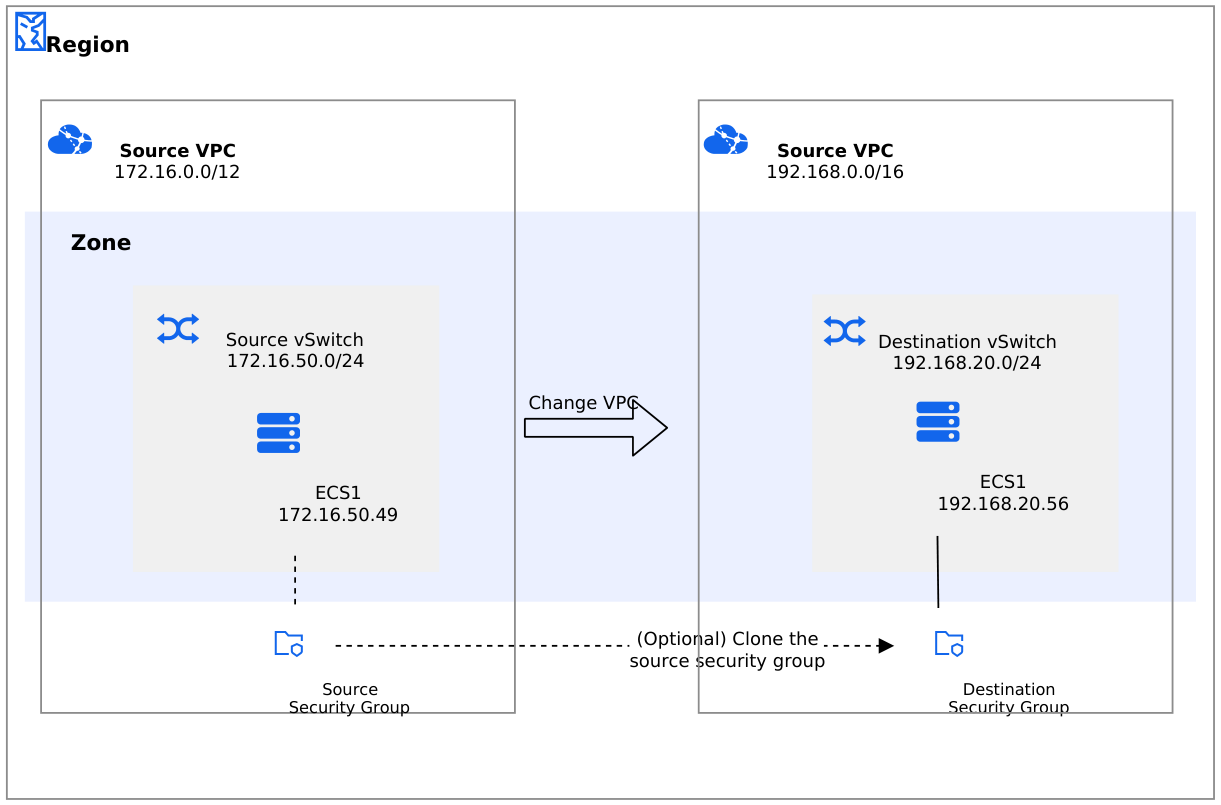 Region
Source VPC
172.16.0.0/12
Source VPC
192.168.0.0/16
Zone
Source vSwitch
172.16.50.0/24
Destination vSwitch
192.168.20.0/24
Change VPC
ECS1
172.16.50.49
ECS1
192.168.20.56
(Optional) Clone the
source security group
Source
Security Group
Destination
Security Group